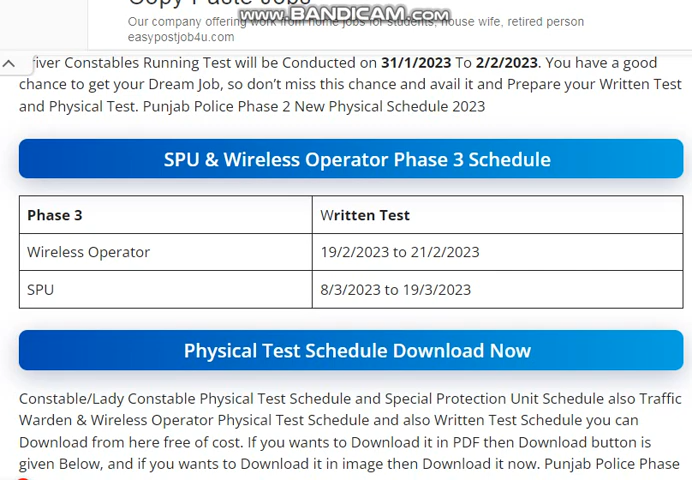 Copy Paste Jobs
www.BANDICAM.com
Our company offering work from home jobs for students, house wife, retired person
easypostjob4u.com
river Constables Running Test will be Conducted on 31/1/2023 To 2/2/2023. You have a good
chance to get your Dream Job, so don’t miss this chance and avail it and Prepare your Written Test
and Physical Test. Punjab Police Phase 2 New Physical Schedule 2023
SPU & Wireless Operator Phase 3 Schedule
Phase 3 Written Test
Wireless Operator 19/2/2023 to 21/2/2023
SPU 8/3/2023 to 19/3/2023
Physical Test Schedule Download Now
Constable/Lady Constable Physical Test Schedule and Special Protection Unit Schedule also Traffic
Warden & Wireless Operator Physical Test Schedule and also Written Test Schedule you can
Download from here free of cost. If you wants to Download it in PDF then Download button is
given Below, and if you wants to Download it in image then Download it now. Punjab Police Phase